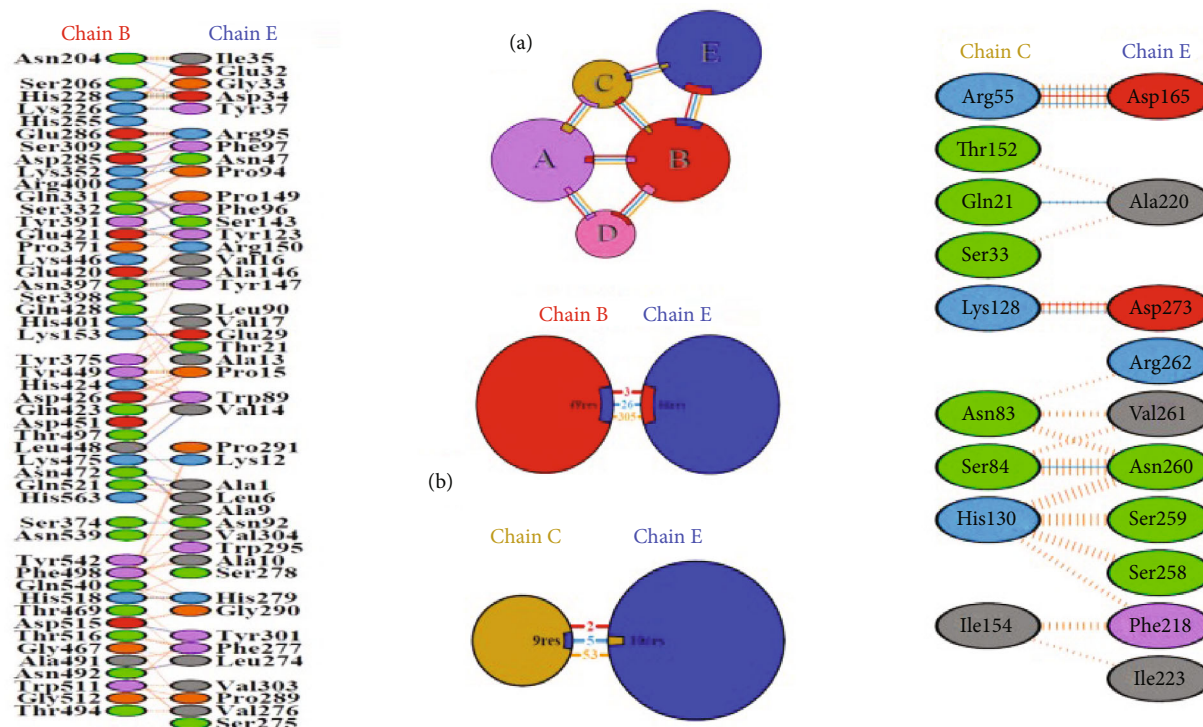 Chain B Chain E
Asn204 Ile35
Glu32
Ser206 Gly33
His228 Asp34
Lys226 Tyr37
His255
Glu286 Arg95
Ser309 Phe97
Asp285 Asn47
Lys352 Pro94
Arg400
Gln331 Pro149
Ser332 Phe96
Tyr391 Ser143
Glu421 Tyr123
Pro371 Arg150
Lys446 Val16
Glu420 Ala146
Asn397 Tyr147
Ser398
Gln428 Leu90
His401 Val17
Lys153 Glu29
Thr21
Tyr375 Ala13
Tyr449 Pro15
His424
Asp426 Trp89
Gln423 Val14
Asp451
Thr497
Leu448 Pro291
Lys475 Lys12
Asn472
Gln521 Ala1
His563 Leu6
Ala9
Ser374 Asn92
Asn539 Val304
Trp295
Tyr542 Ala10
Phe498 Ser278
Gln540
His518 His279
Thr469 Gly290
Asp515
Thr516 Tyr301
Gly467 Phe277
Ala491 Leu274
Asn492
Trp511 Val303
Gly512 Pro289
Thr494 Val276
Ser275
(a)
E
C
A
B
D
Chain B Chain E
3
26
305
(b)
Chain C Chain E
2
9res 5 10res
53
Chain C Chain E
Arg55 Asp165
Thr152
Gln21 Ala220
Ser33
Lys128 Asp273
Arg262
Asn83 Val261
Ser84 Asn260
His130 Ser259
Ser258
Ile154 Phe218
Ile223